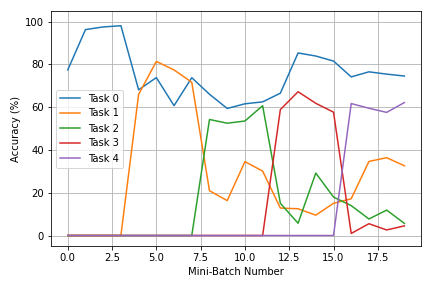 100
80
60
40
20
0
Accuracy (%)
Task 0
Task 1
Task 2
Task 3
Task 4
0.0 2.5 5.0 7.5 10.0 12.5 15.0 17.5
Mini-Batch Number